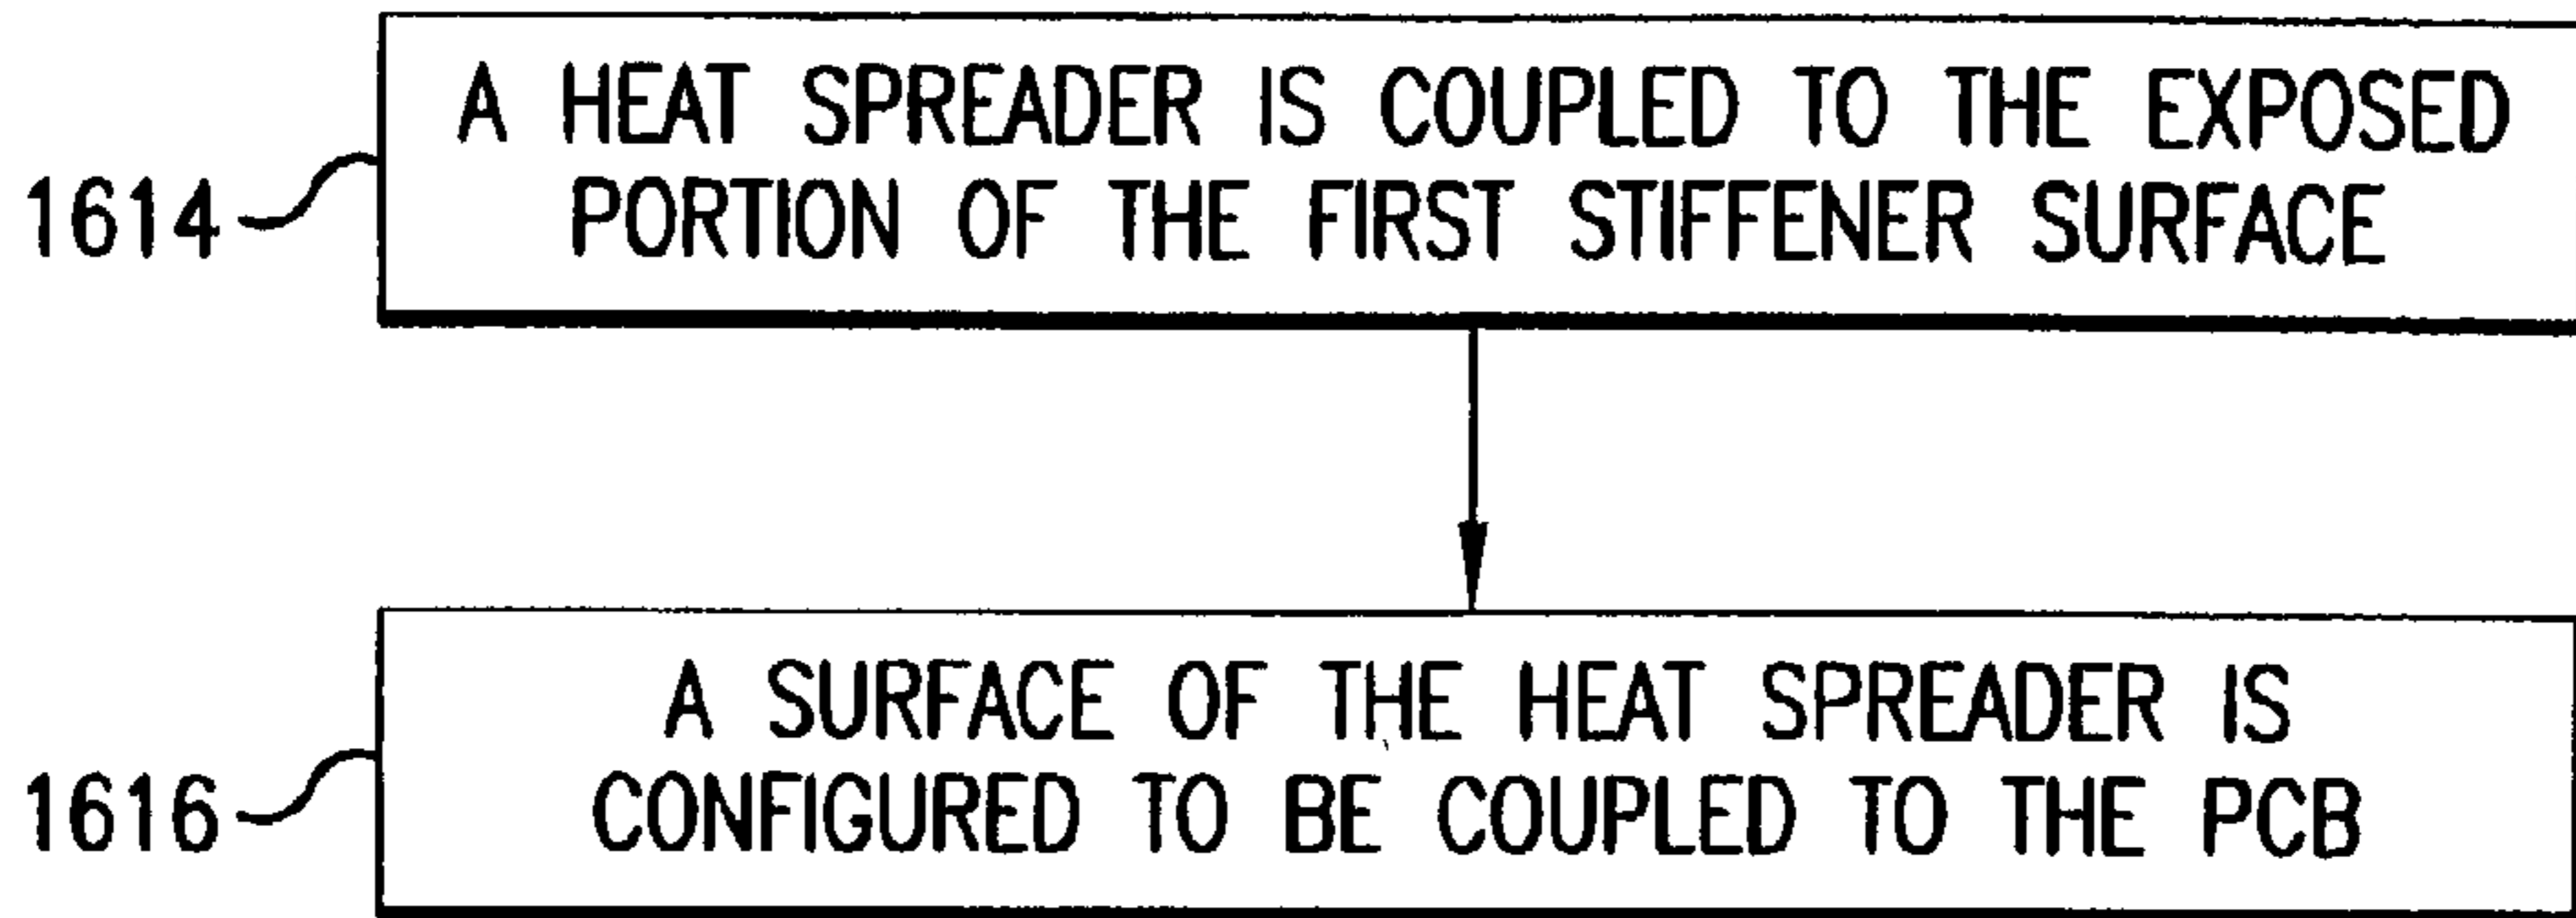 A HEAT SPREADER IS COUPLED TO THE EXPOSED
PORTION OF THE FIRST STIFFENER SURFACE
1614
A SURFACE OF THE HEAT SPREADER IS
CONFIGURED TO BE COUPLED TO THE PCB
1616